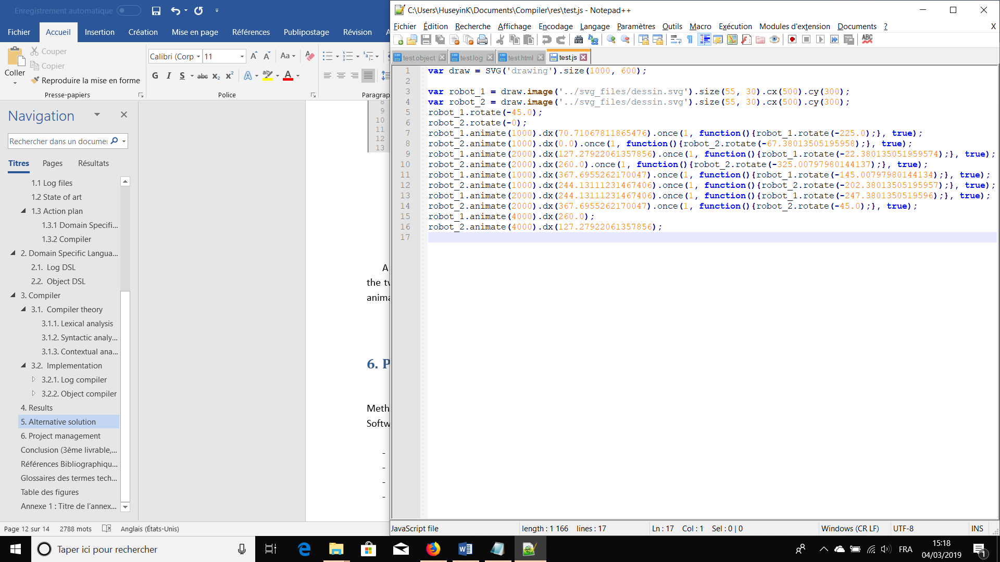 Enregistrement automatique
Fichier Accueil Insertion Création Mise en page Références Publipostage Révision A
Coller
Couper
Copier
Reproduire la mise en forme
Presse-papiers
Calibri (Corp 11
Aa
G I S abc x₂ x² A ab A
Police
Paragrap
Navigation
Rechercher dans un documen
Titres Pages Résultats
1.1 Log files
1.2 State of art
1.3 Action plan
1.3.1 Domain Specifi...
1.3.2 Compiler
2. Domain Specific Langua...
2.1. Log DSL
2.2. Object DSL
3. Compiler
3.1. Compiler theory
3.1.1. Lexical analysis
3.1.2. Syntactic analy...
3.1.3. Contextual ana...
3.2. Implementation
3.2.1. Log compiler
3.2.2. Object compiler
4. Results
5. Alternative solution
6. Project management
Conclusion (3ème livrable,...
Références Bibliographiqu...
Glossaires des termes tech...
Table des figures
Annexe 1 : Titre de l'annex...
8
9
10
11
12
13
A
the tw
anima
6. P
Meth
Softw
-
-
-
-
Page 12 sur 14 2788 mots Anglais (États-Unis)
C:\Users\HuseyinK\Documents\Compiler\res\test.js - Notepad++
Fichier Édition Recherche Affichage Encodage Langage Paramètres Outils Macro Exécution Modules d'extension Documents ? X
ABC
test.object test.log test.html test.js
1 var draw = SVG('drawing').size(1000, 600);
2
3 var robot_1 = draw.image('../svg_files/dessin.svg').size(55, 30).cx(500).cy(300);
4 var robot_2 = draw.image('../svg_files/dessin.svg').size(55, 30).cx(500).cy(300);
5 robot_1.rotate(-45.0);
6 robot_2.rotate(-0);
7 robot_1.animate(1000).dx(70.71067811865476).once(1, function(){robot_1.rotate(-225.0);}, true);
8 robot_2.animate(1000).dx(0.0).once(1, function(){robot_2.rotate(-67.38013505195958);}, true);
9 robot_1.animate(2000).dx(127.27922061357856).once(1, function(){robot_1.rotate(-22.380135051959574);}, true);
10 robot_2.animate(2000).dx(260.0).once(1, function(){robot_2.rotate(-325.00797980144137);}, true);
11 robot_1.animate(1000).dx(367.6955262170047).once(1, function(){robot_1.rotate(-145.00797980144134);}, true);
12 robot_2.animate(1000).dx(244.13111231467406).once(1, function(){robot_2.rotate(-202.38013505195957);}, true);
13 robot_1.animate(2000).dx(244.13111231467406).once(1, function(){robot_1.rotate(-247.3801350519596);}, true);
14 robot_2.animate(2000).dx(367.6955262170047).once(1, function(){robot_2.rotate(-45.0);}, true);
15 robot_1.animate(4000).dx(260.0);
16 robot_2.animate(4000).dx(127.27922061357856);
17
JavaScript file length : 1 166 lines : 17 Ln : 17 Col : 1 Sel : 0 | 0 Windows (CR LF) UTF-8 INS
Taper ici pour rechercher
FRA
15:18
04/03/2019
1